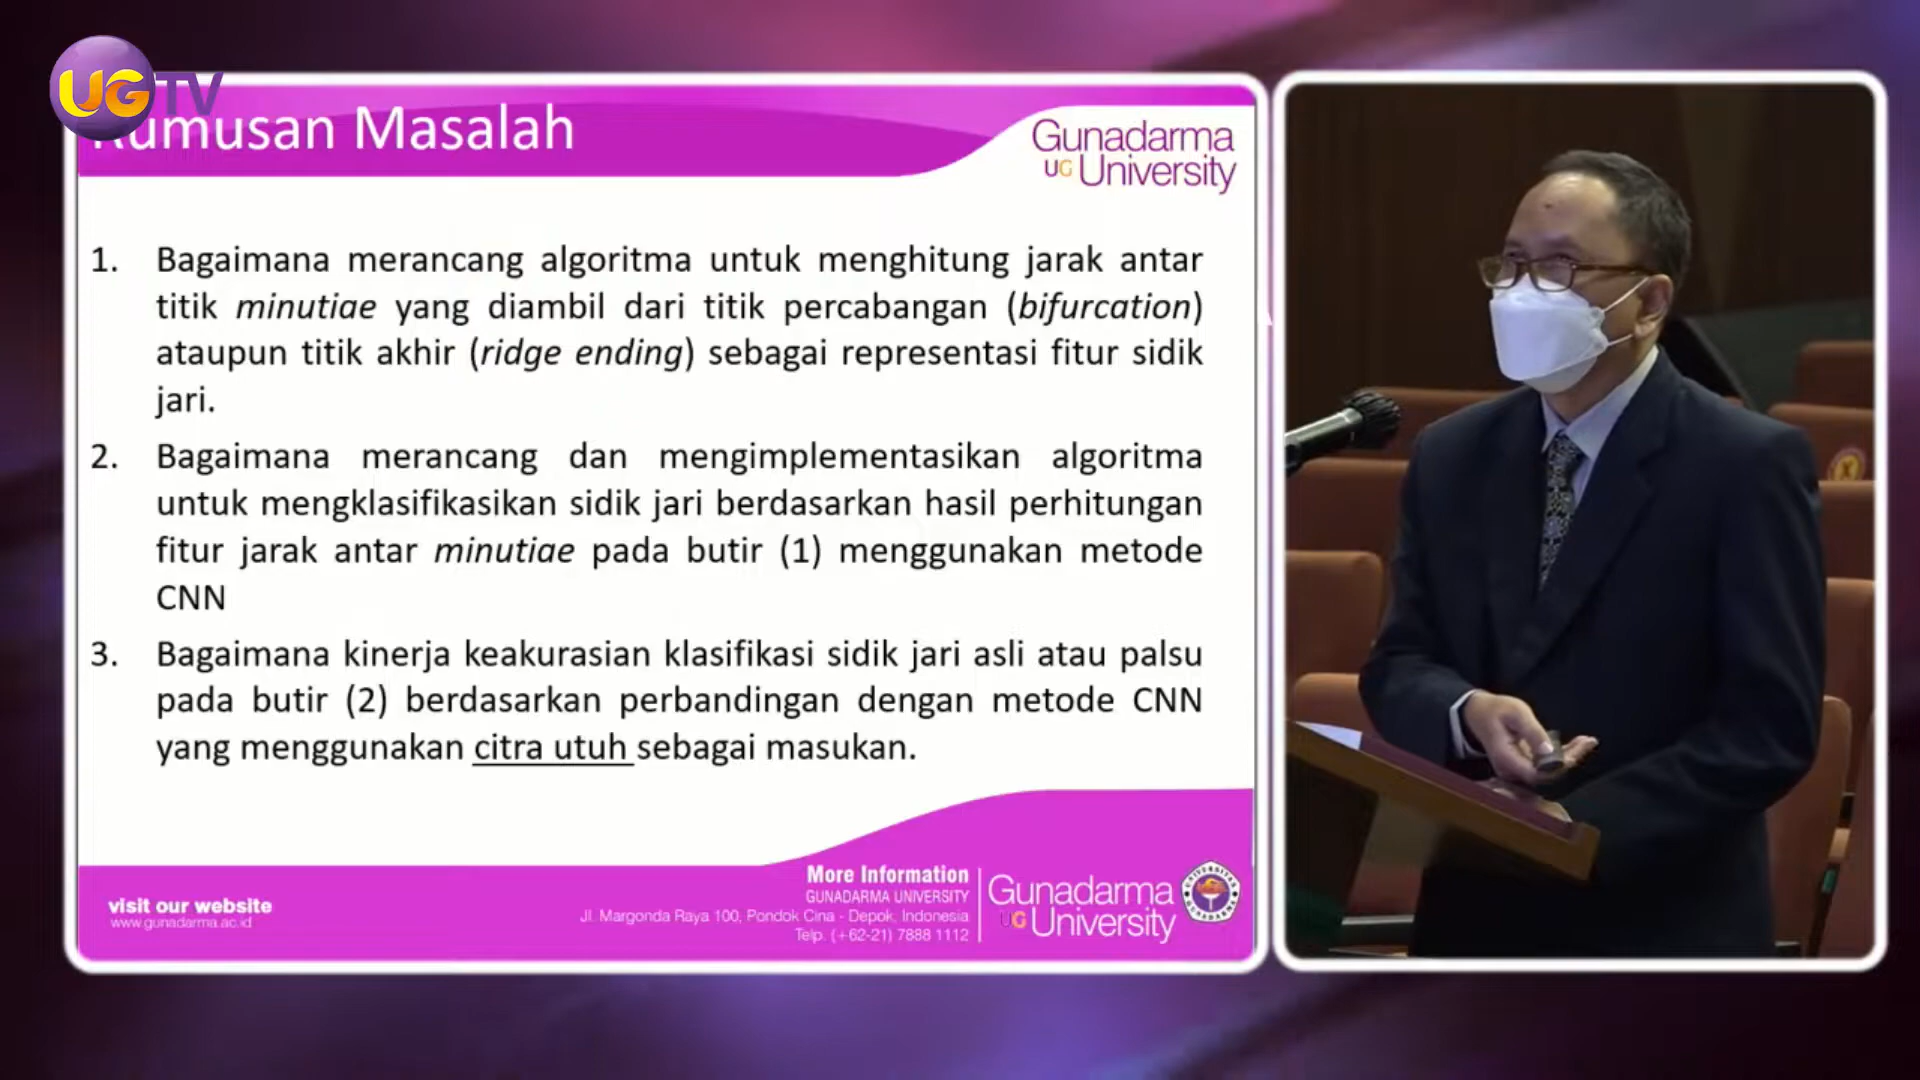 UGTV
Rumusan Masalah
Gunadarma
UG University
1. Bagaimana merancang algoritma untuk menghitung jarak antar
titik minutiae yang diambil dari titik percabangan (bifurcation)
ataupun titik akhir (ridge ending) sebagai representasi fitur sidik
jari.
2. Bagaimana merancang dan mengimplementasikan algoritma
untuk mengklasifikasikan sidik jari berdasarkan hasil perhitungan
fitur jarak antar minutiae pada butir (1) menggunakan metode
CNN
3. Bagaimana kinerja keakurasian klasifikasi sidik jari asli atau palsu
pada butir (2) berdasarkan perbandingan dengan metode CNN
yang menggunakan citra utuh sebagai masukan.
visit our website
www.gunadarma.ac.id
More Information
GUNADARMA UNIVERSITY
Jl. Margonda Raya 100, Pondok Cina - Depok, Indonesia
Telp. (+62-21) 7888 1112
Gunadarma
UG University
UNIVERSITAS GUNADARMA